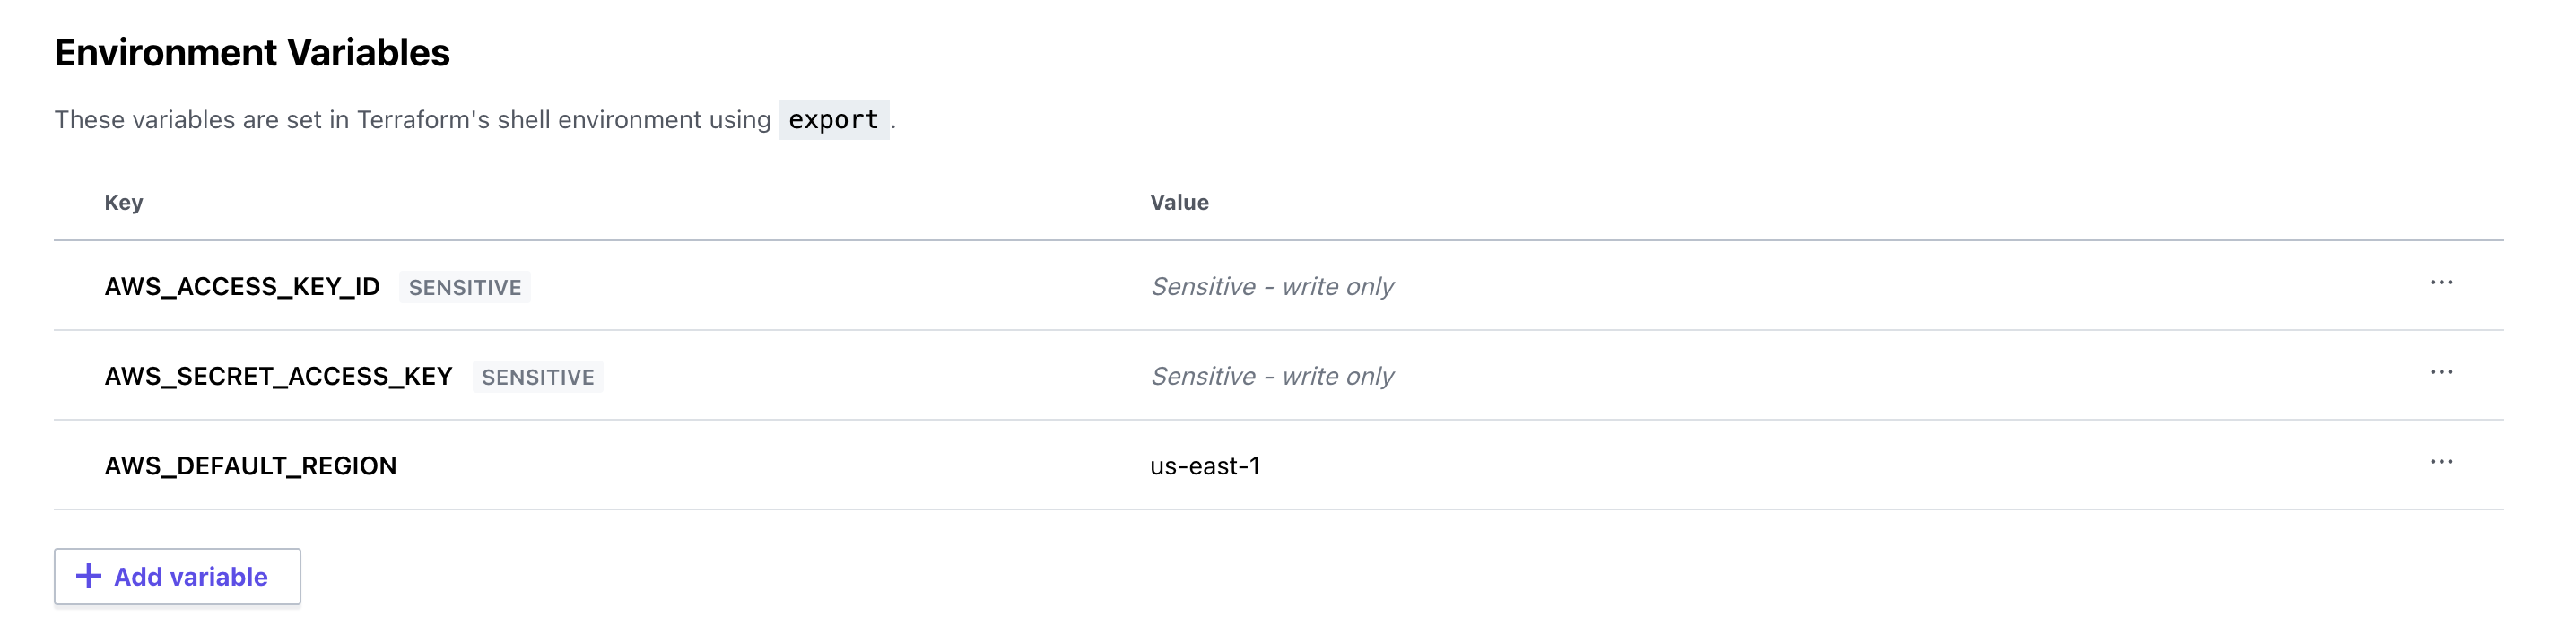 Environment Variables
These variables are set in Terraform's shell environment using export.
Key Value
AWS_ACCESS_KEY_ID SENSITIVE Sensitive - write only
AWS_SECRET_ACCESS_KEY SENSITIVE Sensitive - write only
AWS_DEFAULT_REGION us-east-1
+ Add variable